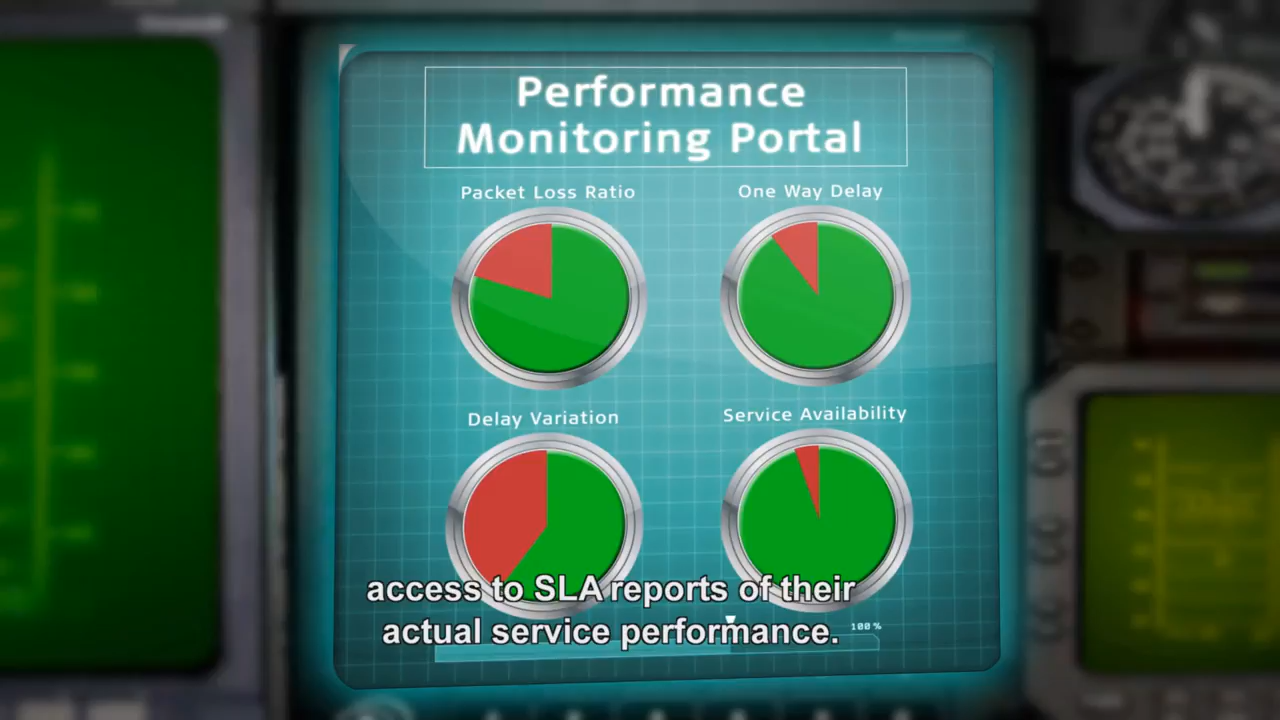 Performance
Monitoring Portal
Packet Loss Ratio
One Way Delay
Delay Variation
Service Availability
access to SLA reports of their
actual service performance.
100 %